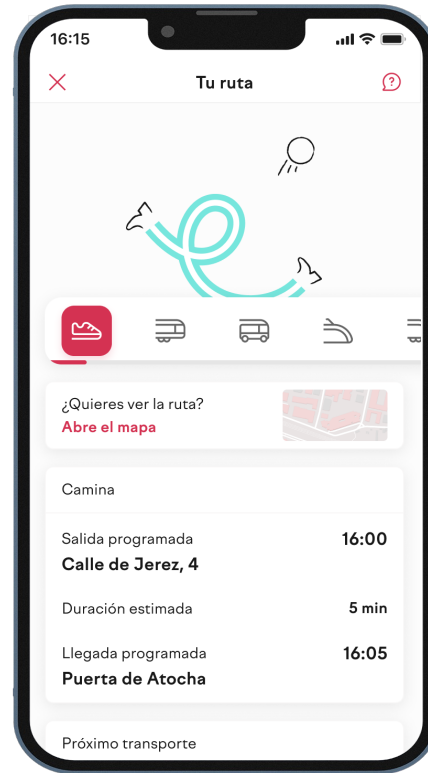 16:15
Tu ruta
¿Quieres ver la ruta?
Abre el mapa
Camina
Salida programada 16:00
Calle de Jerez, 4
Duración estimada 5 min
Llegada programada 16:05
Puerta de Atocha
Próximo transporte